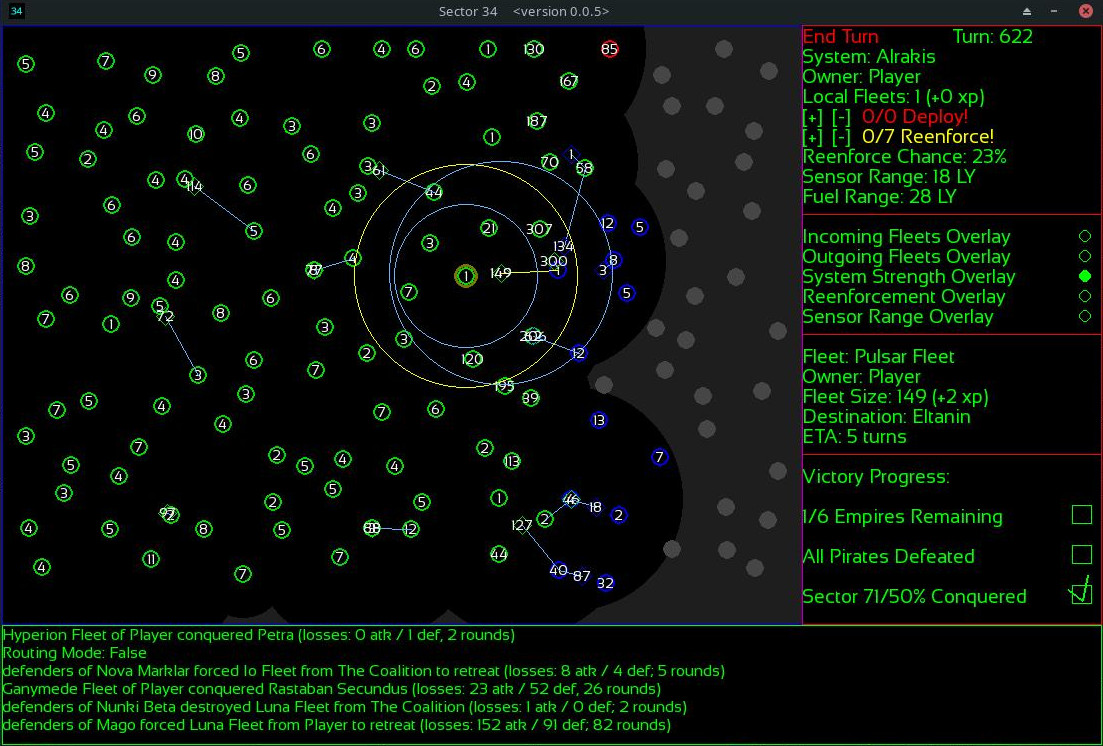 34
Sector 34 <version 0.0.5>
5 7 9 5 8 6 4 6 1 130 85
2 4 167
4 4 6 10 4 3 3 1 187
5 2 6 3 61 70 1 58
4 4 114 6 3 44
3 6 4 21 307 12 5
6 4 5 3 134
8 4 4 1 149 300 1 3 8
6 9 5 72 8 6 7 5
7 1 3 3 12
6 2 120
3 7 195
5 3 39
7 4 4 7 6 13
3 7 2 2 7
5 4 5 4 4 113
3 5 1 46 18
2 5 2 2
4 5 8 5 12 127
11 7 44
4 7 40 87 32
End Turn Turn: 622
System: Alrakis
Owner: Player
Local Fleets: 1 (+0 xp)
[+] [-] 0/0 Deploy!
[+] [-] 0/7 Reenforce!
Reenforce Chance: 23%
Sensor Range: 18 LY
Fuel Range: 28 LY
Incoming Fleets Overlay
Outgoing Fleets Overlay
System Strength Overlay
Reenforcement Overlay
Sensor Range Overlay
Fleet: Pulsar Fleet
Owner: Player
Fleet Size: 149 (+2 xp)
Destination: Eltanin
ETA: 5 turns
Victory Progress:
1/6 Empires Remaining
All Pirates Defeated
Sector 71/50% Conquered
Hyperion Fleet of Player conquered Petra (losses: 0 atk / 1 def, 2 rounds)
Routing Mode: False
defenders of Nova Marklar forced Io Fleet from The Coalition to retreat (losses: 8 atk / 4 def; 5 rounds)
Ganymede Fleet of Player conquered Rastaban Secundus (losses: 23 atk / 52 def, 26 rounds)
defenders of Nunki Beta destroyed Luna Fleet from The Coalition (losses: 1 atk / 0 def; 2 rounds)
defenders of Mago forced Luna Fleet from Player to retreat (losses: 152 atk / 91 def; 82 rounds)